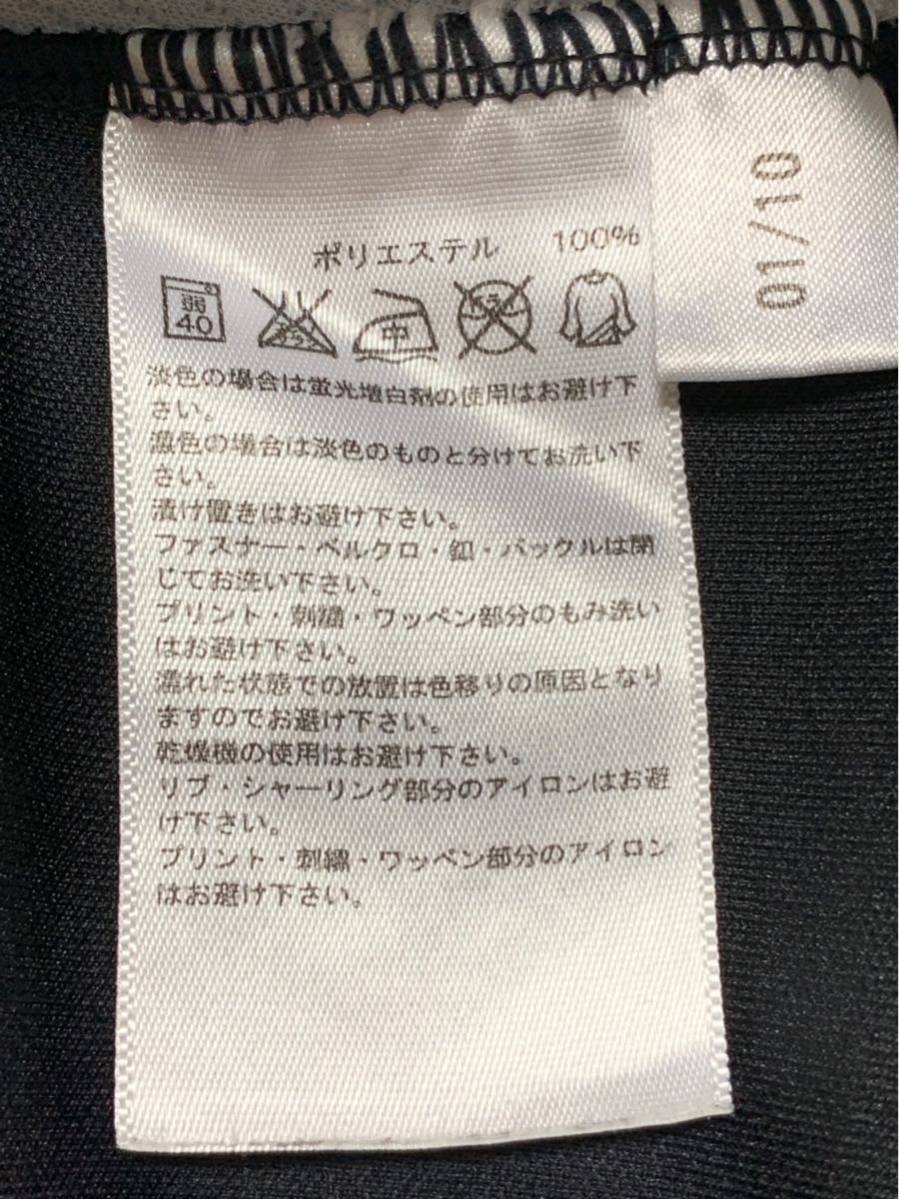 ポリエステル 100%
弱
40
エンソ
サラシ
中
ドライ
淡色の場合は蛍光増白剤の使用はお避け下
さい。
濃色の場合は淡色のものと分けてお洗い下
さい。
漬け置きはお避け下さい。
ファスナー・ベルクロ・釦・バックルは閉
じてお洗い下さい。
プリント・刺繍・ワッペン部分のもみ洗い
はお避け下さい。
濡れた状態での放置は色移りの原因となり
ますのでお避け下さい。
乾燥機の使用はお避け下さい。
リブ・シャーリング部分のアイロンはお避
け下さい。
プリント・刺繍・ワッペン部分のアイロン
はお避け下さい。
01/10